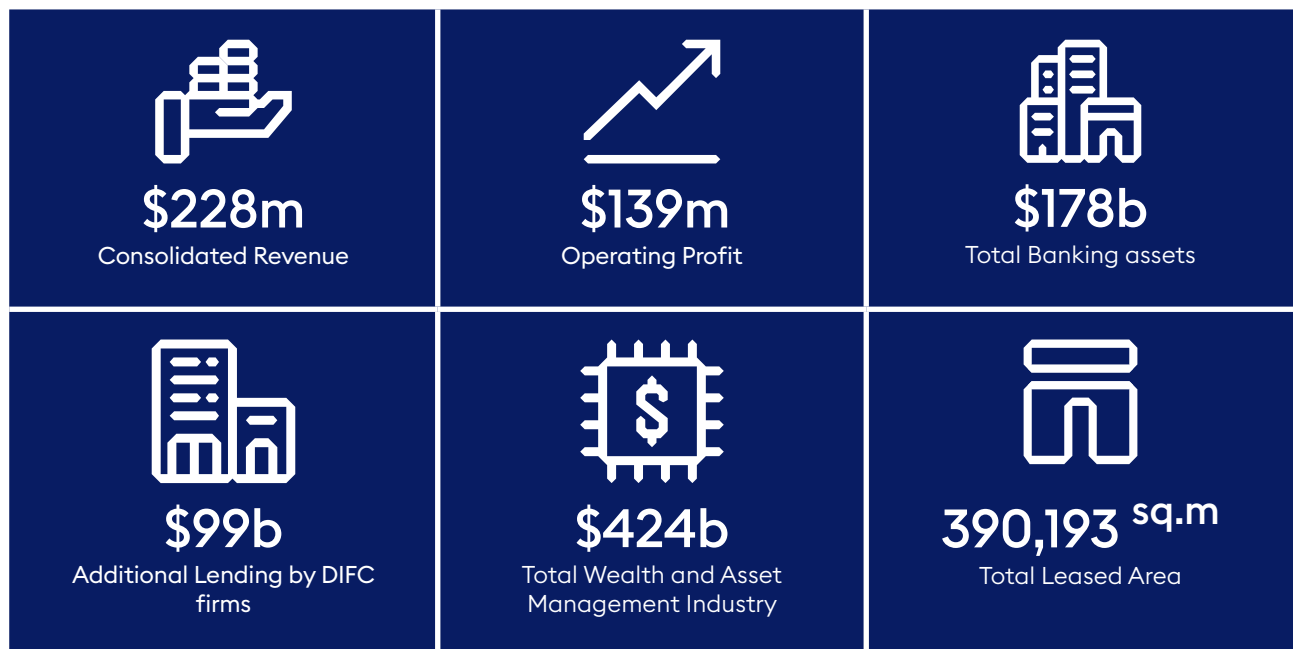 $228m
Consolidated Revenue
$139m
Operating Profit
$178b
Total Banking assets
$99b
Additional Lending by DIFC
firms
$
$424b
Total Wealth and Asset
Management Industry
390,193 sq.m
Total Leased Area